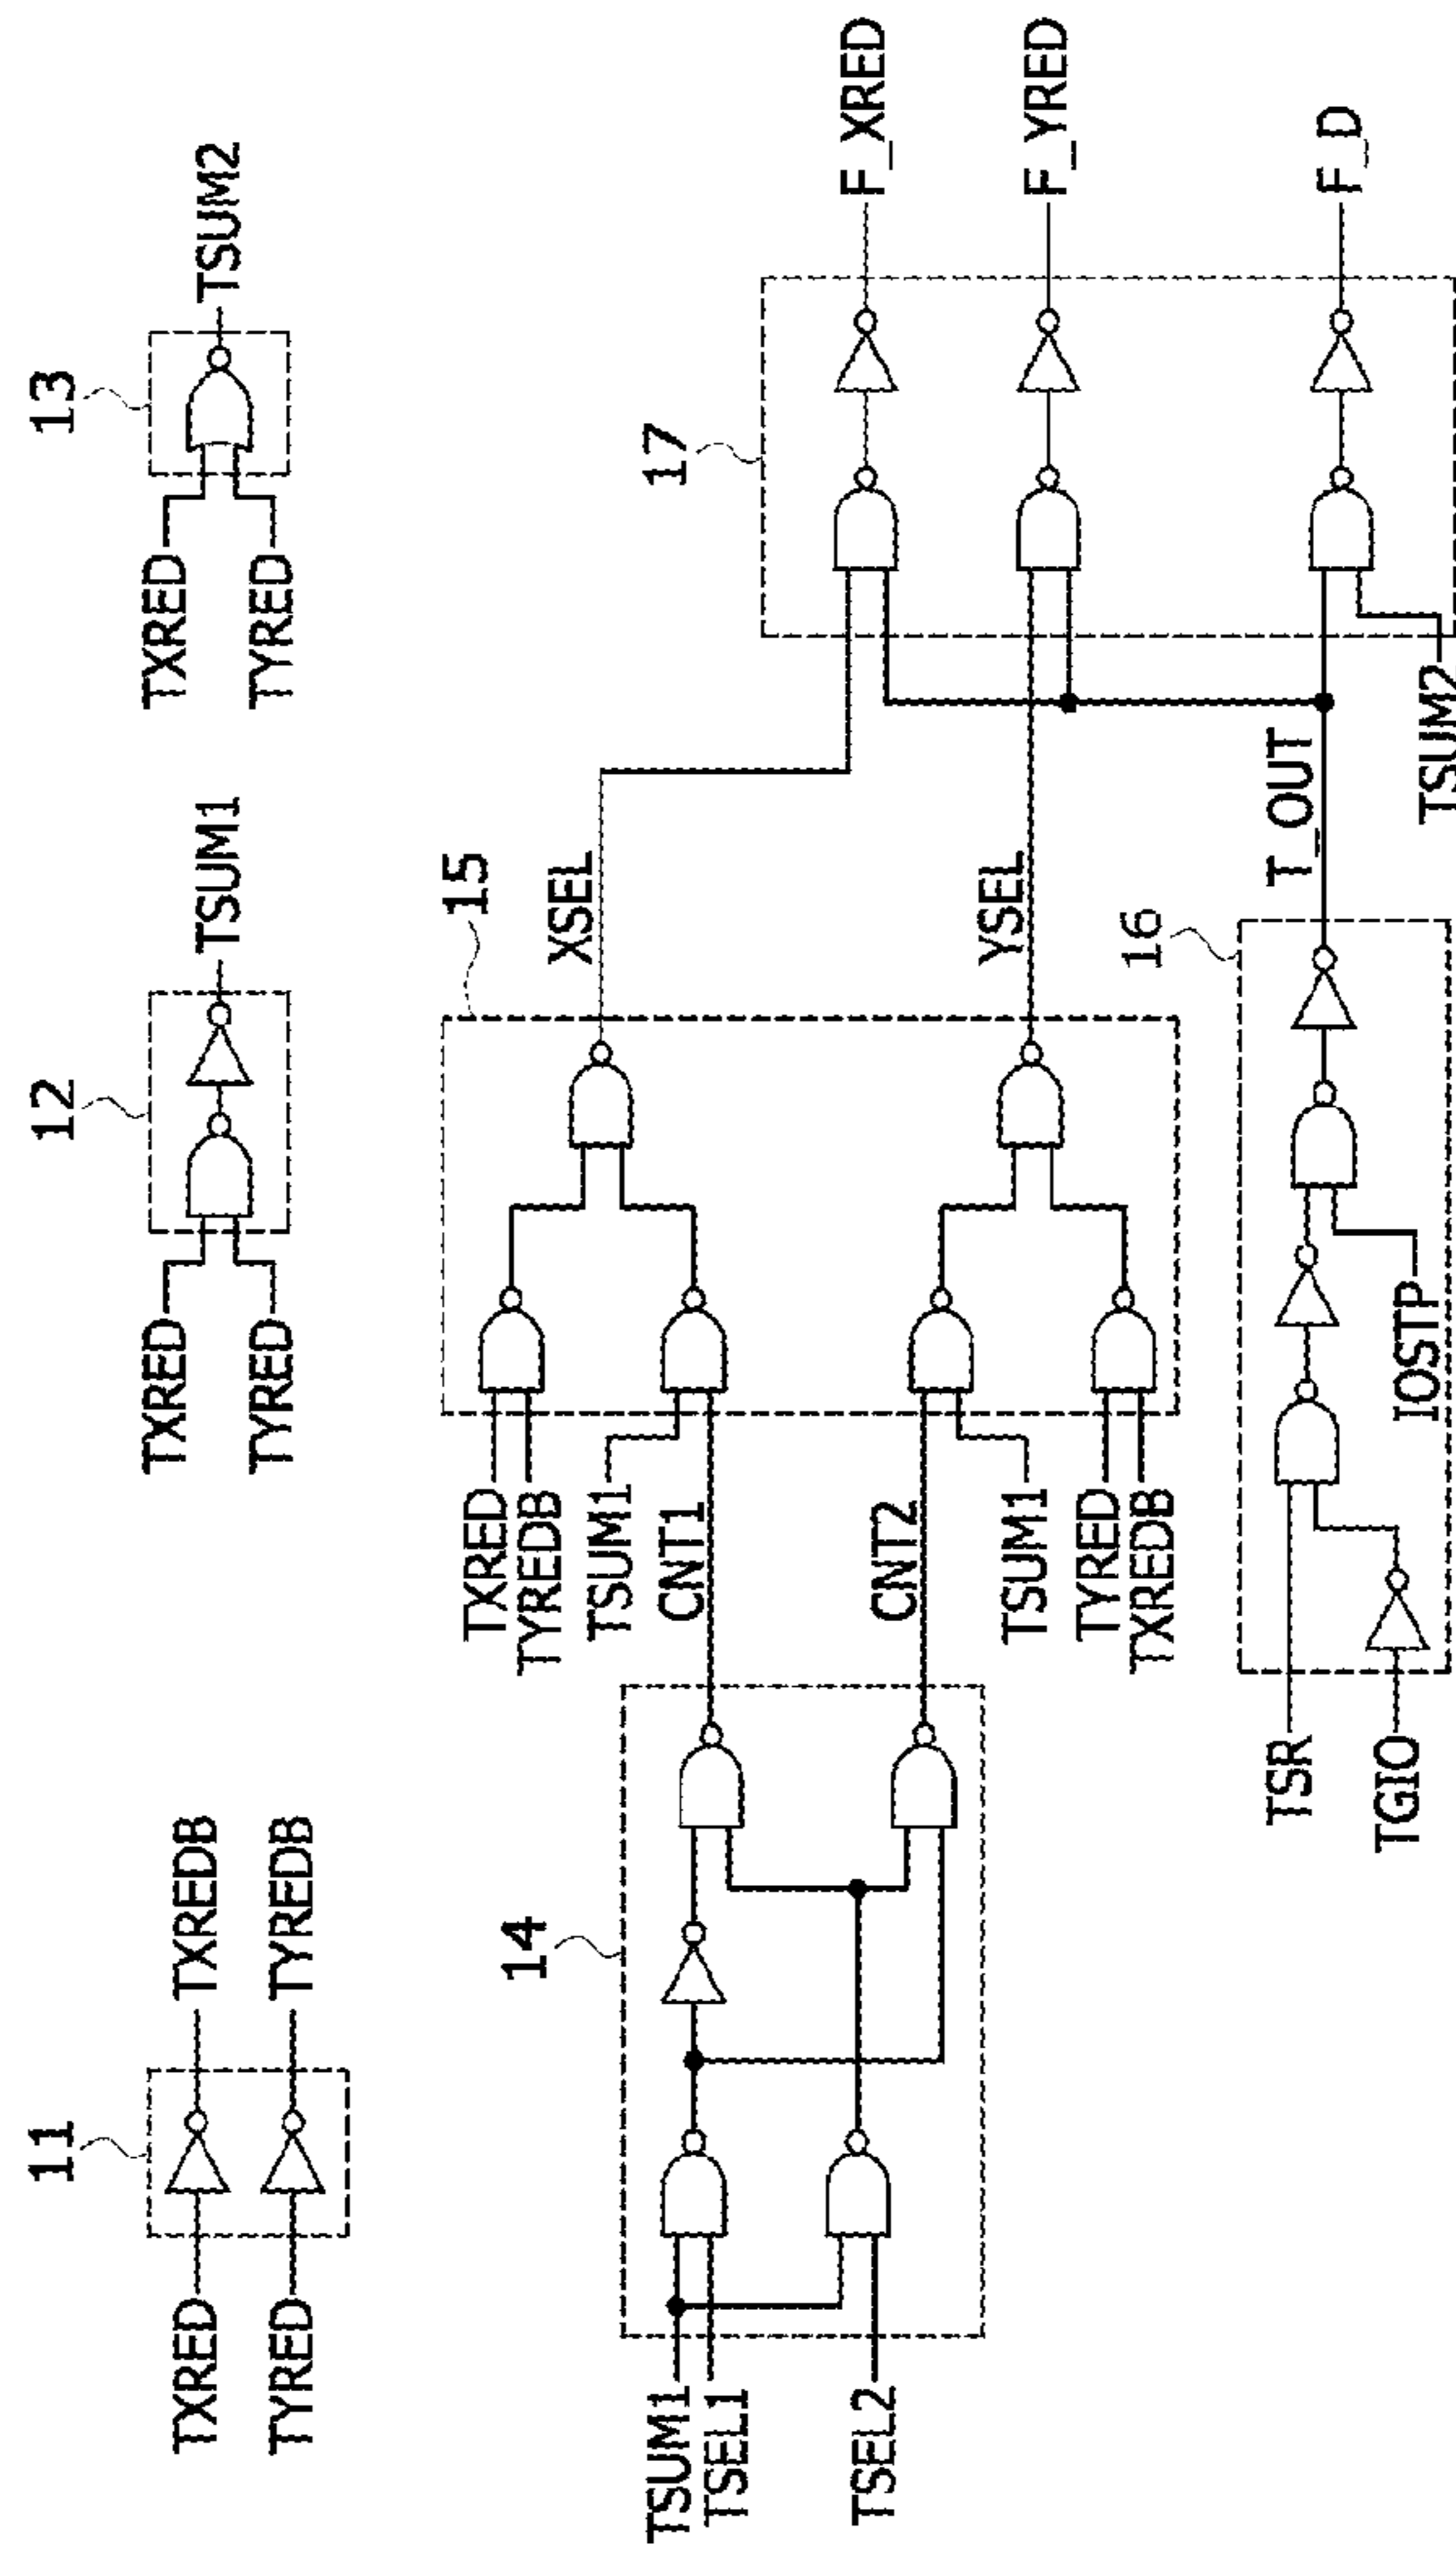 11
TXRED
TXREDB
TYRED
TYREDB
12
TXRED
TYRED
TSUM1
13
TXRED
TYRED
TSUM2
14
TSUM1
TSEL1
TSEL2
CNT1
CNT2
15
TXRED
TYREDB
TSUM1
TSUM1
TYRED
TXREDB
XSEL
YSEL
16
TSR
TGIO
IOSTP
T_OUT
17
TSUM2
F_XRED
F_YRED
F_D